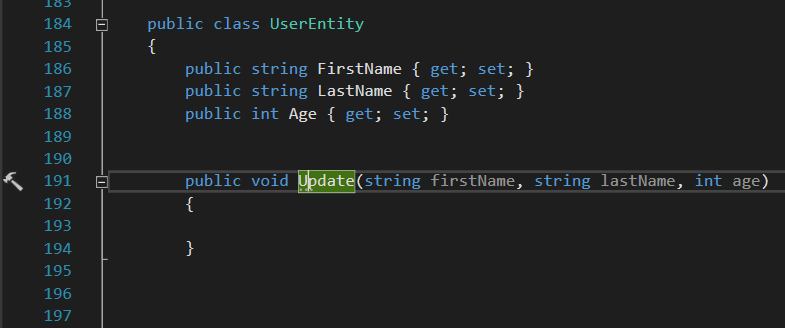 183
184 public class UserEntity
185 {
186 public string FirstName { get; set; }
187 public string LastName { get; set; }
188 public int Age { get; set; }
189
190
191 public void Update(string firstName, string lastName, int age)
192 {
193
194 }
195
196
197